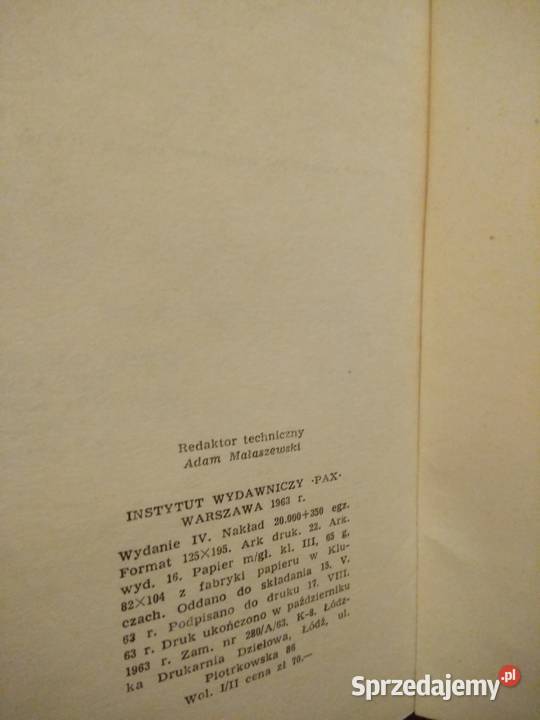 Redaktor techniczny
Adam Małaszewski
INSTYTUT WYDAWNICZY ·PAX·
WARSZAWA 1963 r.
Wydanie IV. Nakład 20.000+350 egz.
Format 125×195. Ark druk. 22. Ark.
wyd. 16. Papier m/gł. kl. III, 65 g,
82×104 z fabryki papieru w Klu-
czach. Oddano do składania 15. V.
63 r. Podpisano do druku 17. VIII.
63 r. Druk ukończono w październiku
1963 r. Zam. nr 280/A/63. K-8. Łódz-
ka Drukarnia Dziełowa, Łódź, ul.
Piotrkowska 86
Wol. I/II cena zł 70.—
Sprzedajemy.pl